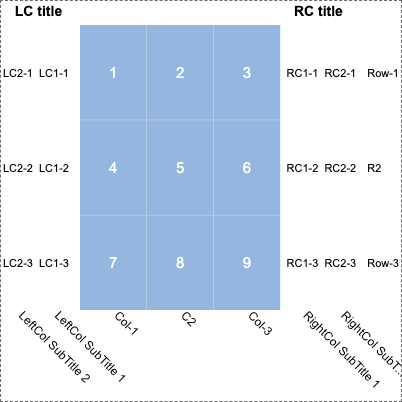 LC title RC title
LC2-1 LC1-1 1 2 3 RC1-1 RC2-1 Row-1
LC2-2 LC1-2 4 5 6 RC1-2 RC2-2 R2
LC2-3 LC1-3 7 8 9 RC1-3 RC2-3 Row-3
LeftCol SubTitle 2
LeftCol SubTitle 1
Col-1
C2
Col-3
RightCol SubTitle 1
RightCol SubT...